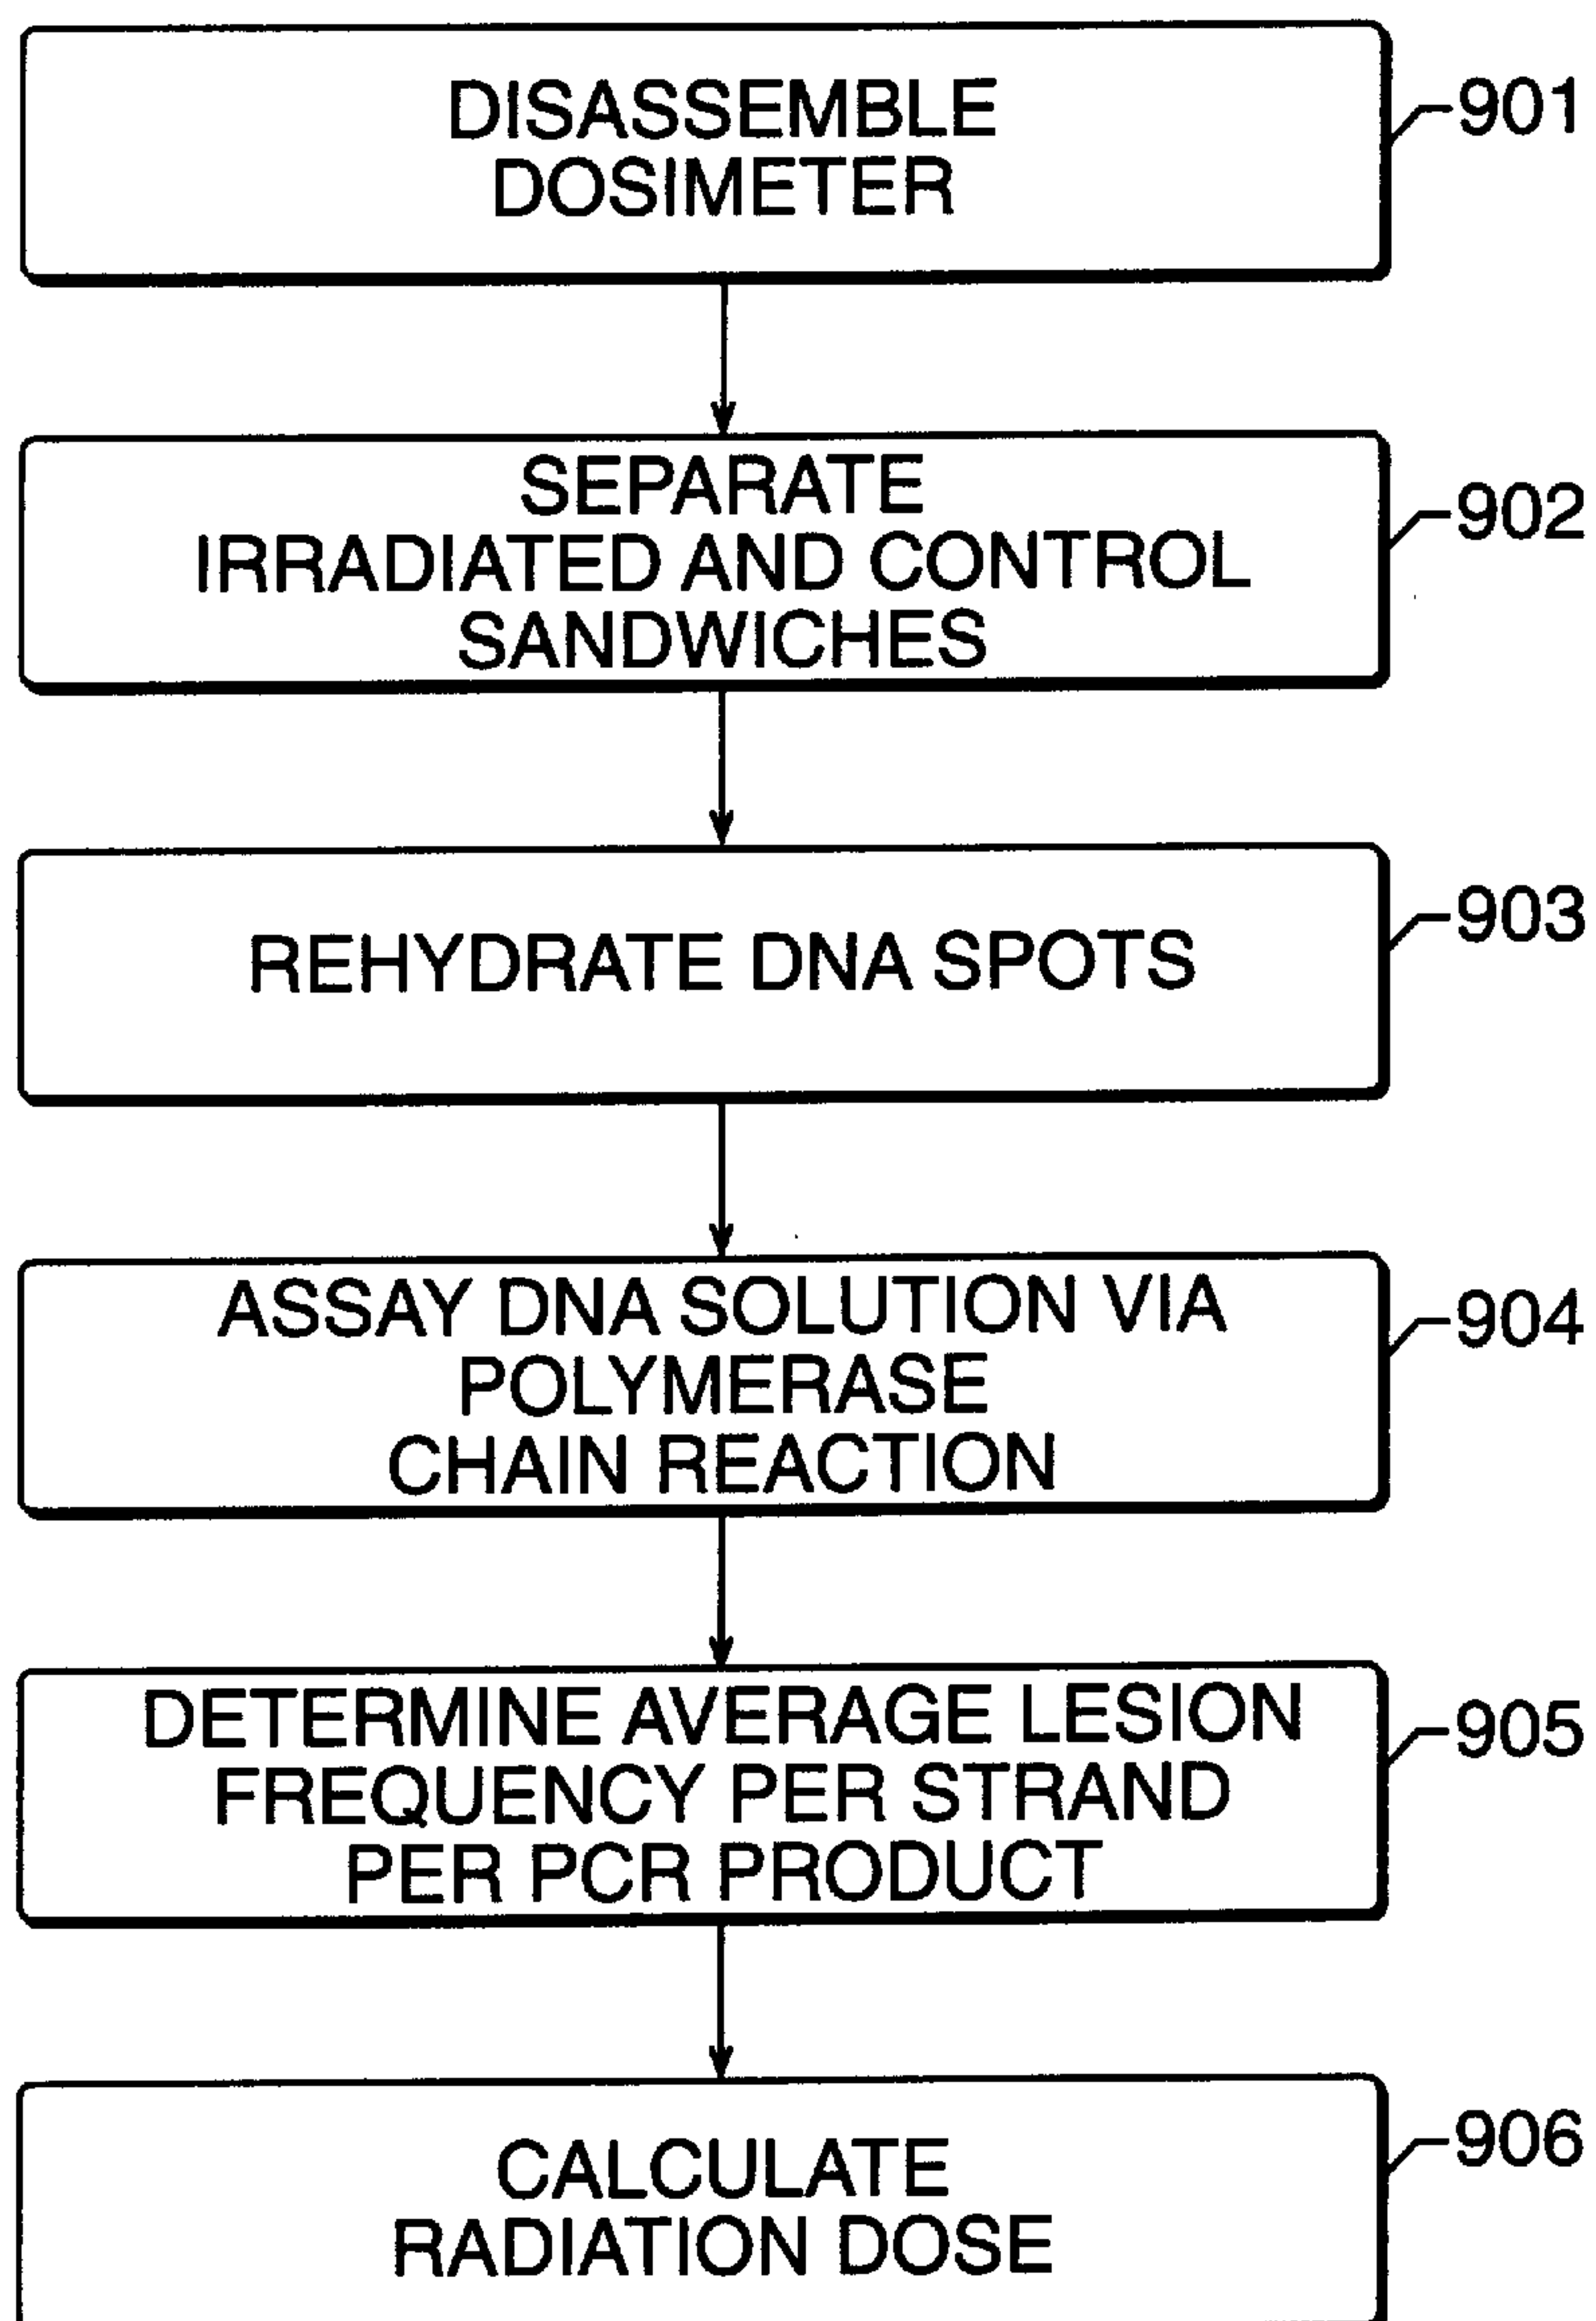 DISASSEMBLE
DOSIMETER
901
SEPARATE
IRRADIATED AND CONTROL
SANDWICHES
902
REHYDRATE DNA SPOTS
903
ASSAY DNA SOLUTION VIA
POLYMERASE
CHAIN REACTION
904
DETERMINE AVERAGE LESION
FREQUENCY PER STRAND
PER PCR PRODUCT
905
CALCULATE
RADIATION DOSE
906